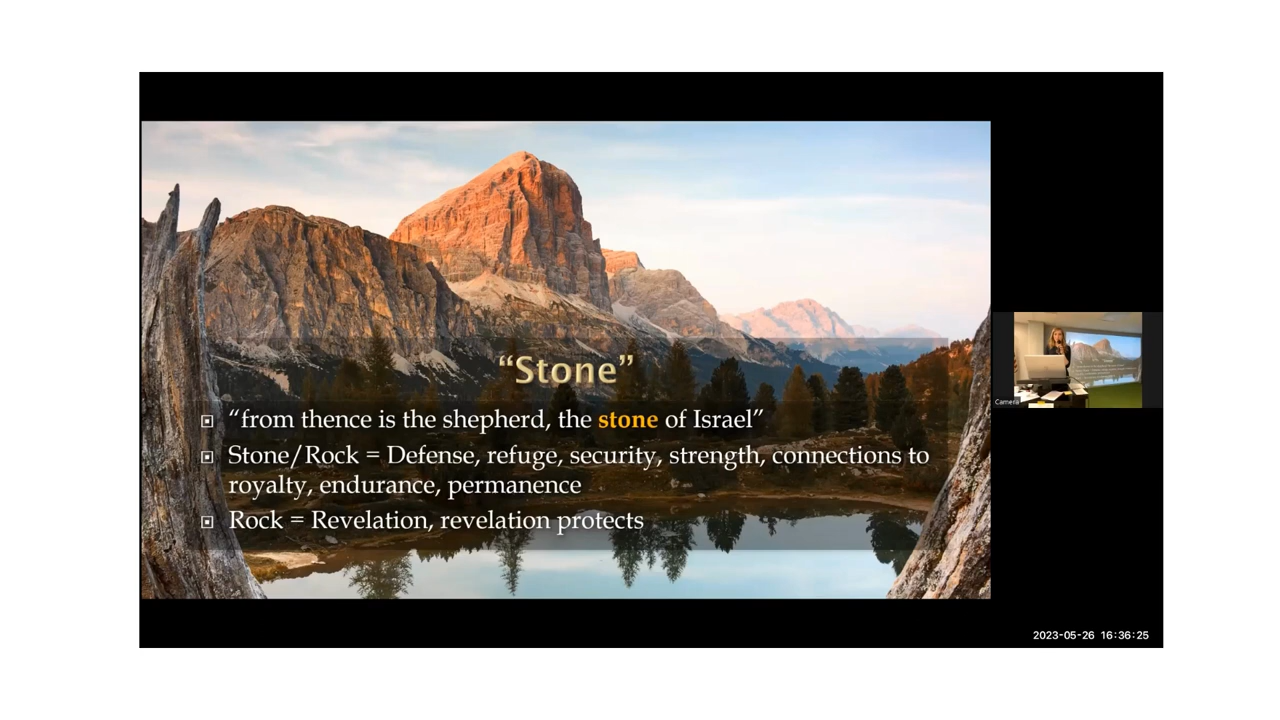 “Stone”
“from thence is the shepherd, the stone of Israel”
Stone/Rock = Defense, refuge, security, strength, connections to
royalty, endurance, permanence
Rock = Revelation, revelation protects
Camera
2023-05-26 16:36:25